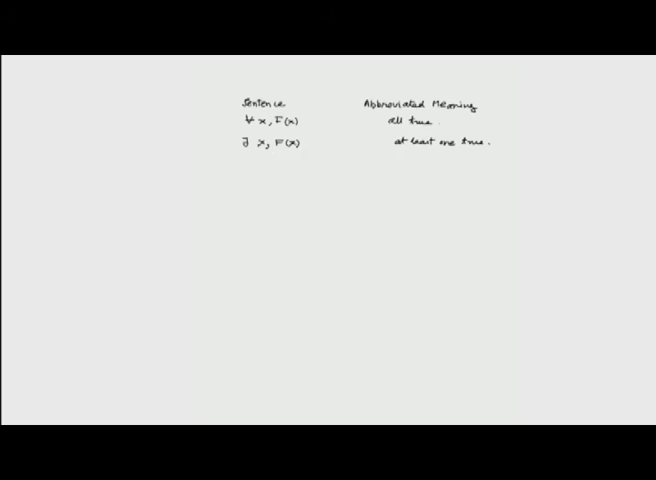 Sentence Abbreviated Meaning
∀ x, F(x) all true.
∃ x, F(x) at least one true.